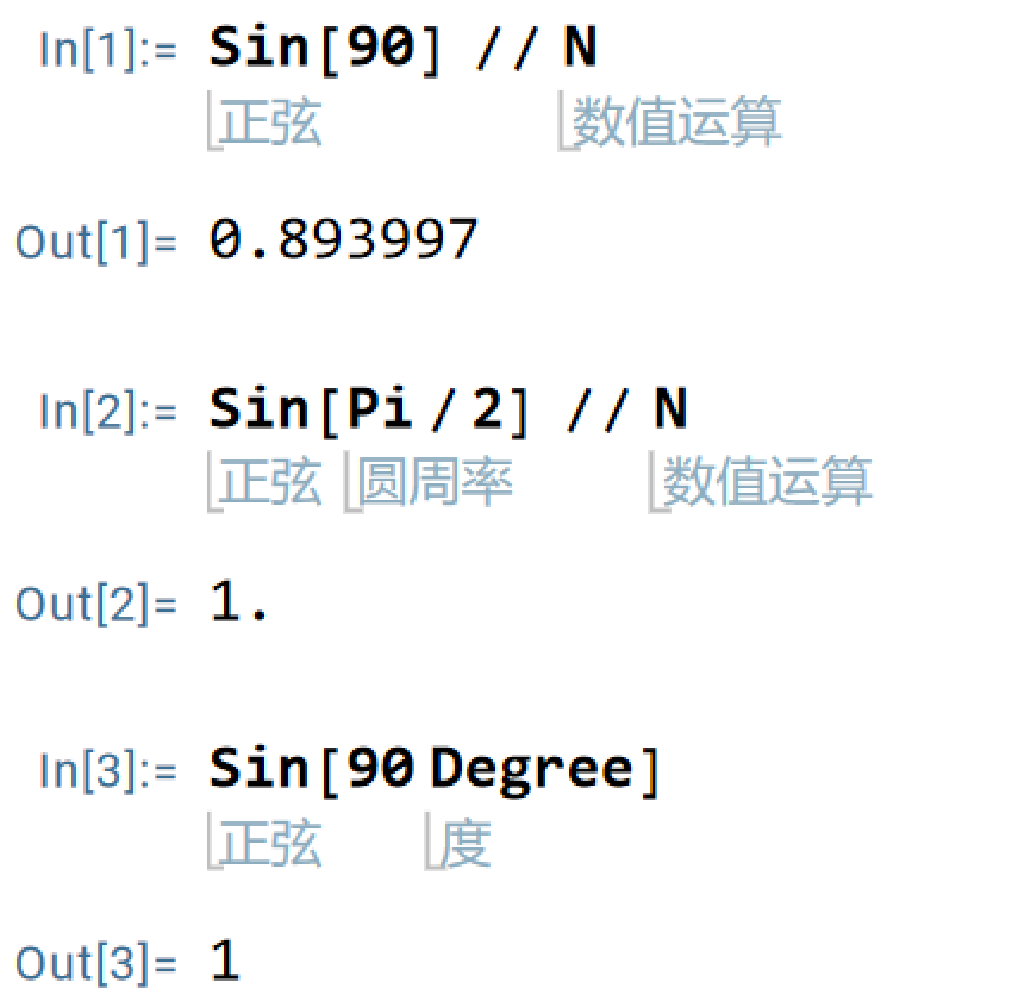 In[1]:= Sin[90] // N
正弦 数值运算
Out[1]= 0.893997
In[2]:= Sin[Pi / 2] // N
正弦 圆周率 数值运算
Out[2]= 1.
In[3]:= Sin[90 Degree]
正弦 度
Out[3]= 1